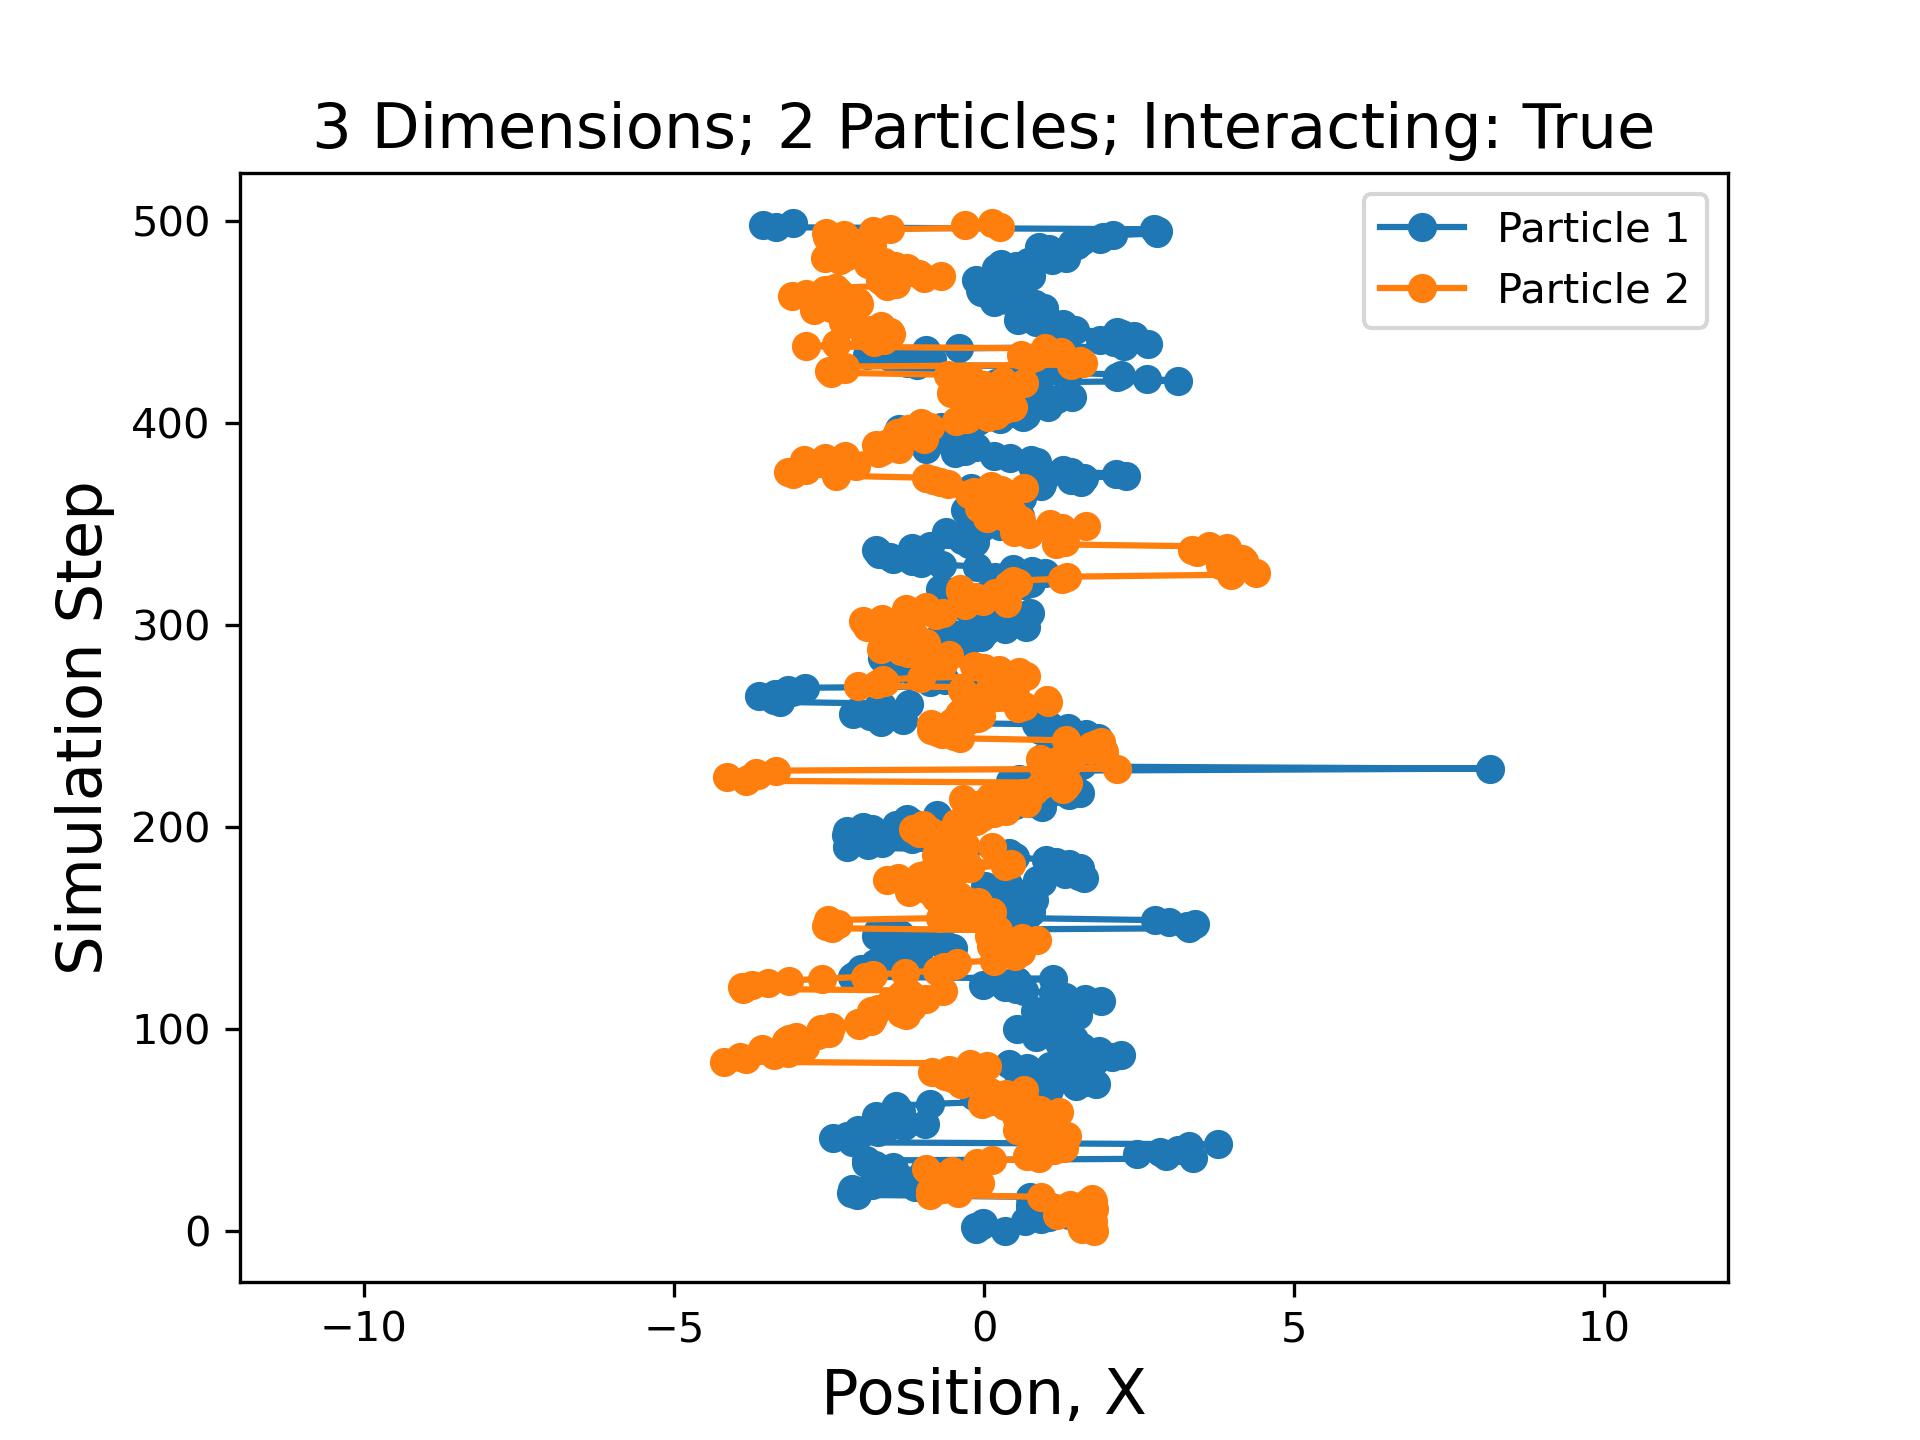 3 Dimensions; 2 Particles; Interacting: True
Particle 1
Particle 2
Simulation Step
500
400
300
200
100
0
−10 −5 0 5 10
Position, X